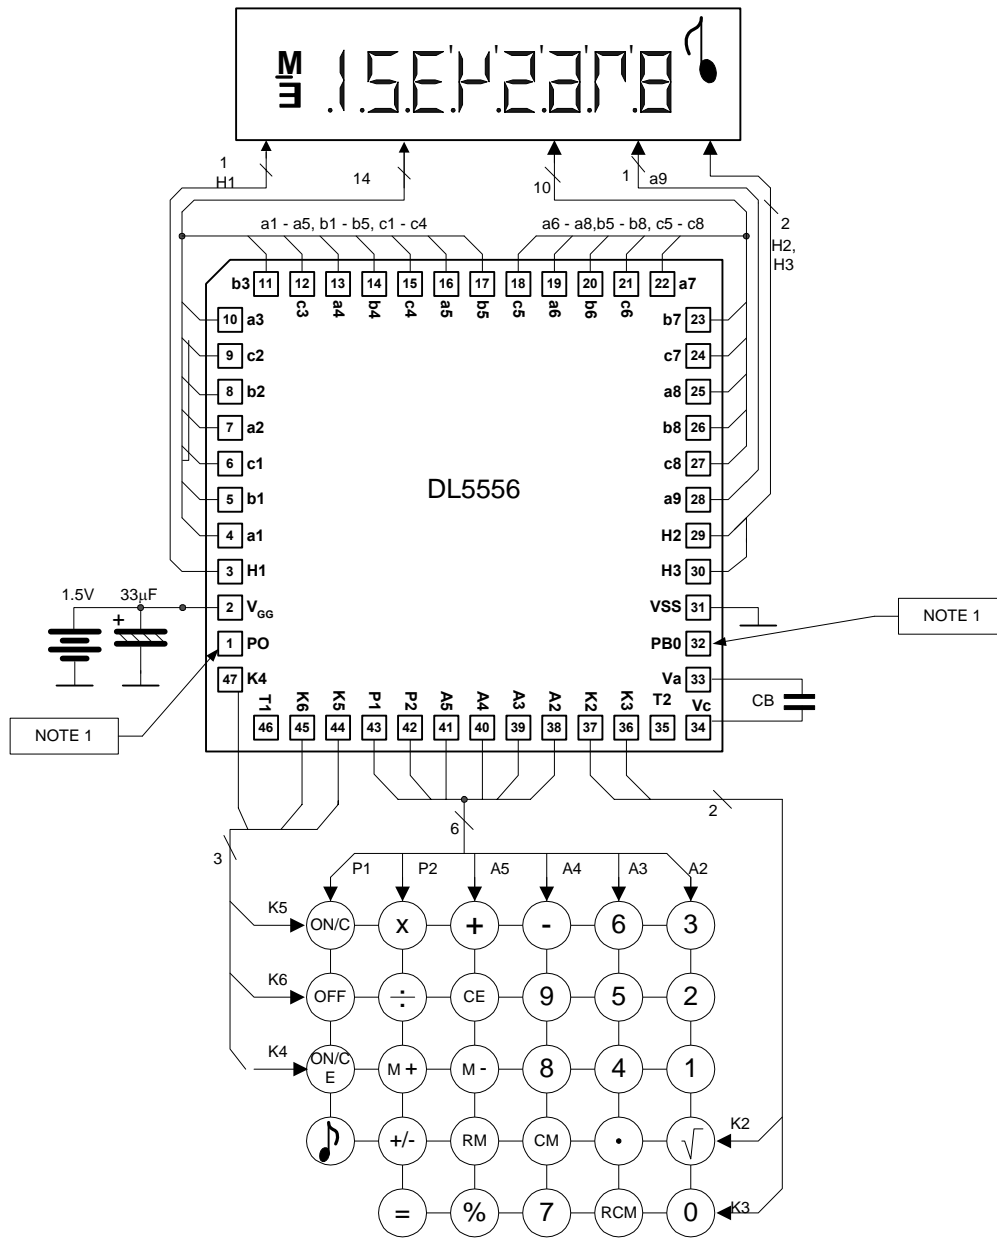 M
E
.1.5.E.Y'.2'.a'.7'.8
1
H1
14
10
1
a9
2
H2,
H3
a1 - a5, b1 - b5, c1 - c4
a6 - a8,b5 - b8, c5 - c8
b3 11 12 13 14 15 16 17 18 19 20 21 22 a7
c3 a4 b4 c4 a5 b5 c5 a6 b6 c6
10 a3
b7 23
9 c2
c7 24
8 b2
a8 25
7 a2
b8 26
6 c1
c8 27
DL5556
5 b1
a9 28
4 a1
H2 29
3 H1
H3 30
1.5V 33µF
2 VGG
VSS 31
+
NOTE 1
1 PO
PB0 32
47 K4
Va 33
CB
T1 K6 K5 P1 P2 A5 A4 A3 A2 K2 K3 T2 Vc
46 45 44 43 42 41 40 39 38 37 36 35 34
NOTE 1
2
6
3
P1 P2 A5 A4 A3 A2
K5
ON/C x + - 6 3
K6
OFF ÷ CE 9 5 2
K4
ON/C
E
M + M - 8 4 1
+/- RM CM • √ K2
= % 7 RCM 0 K3